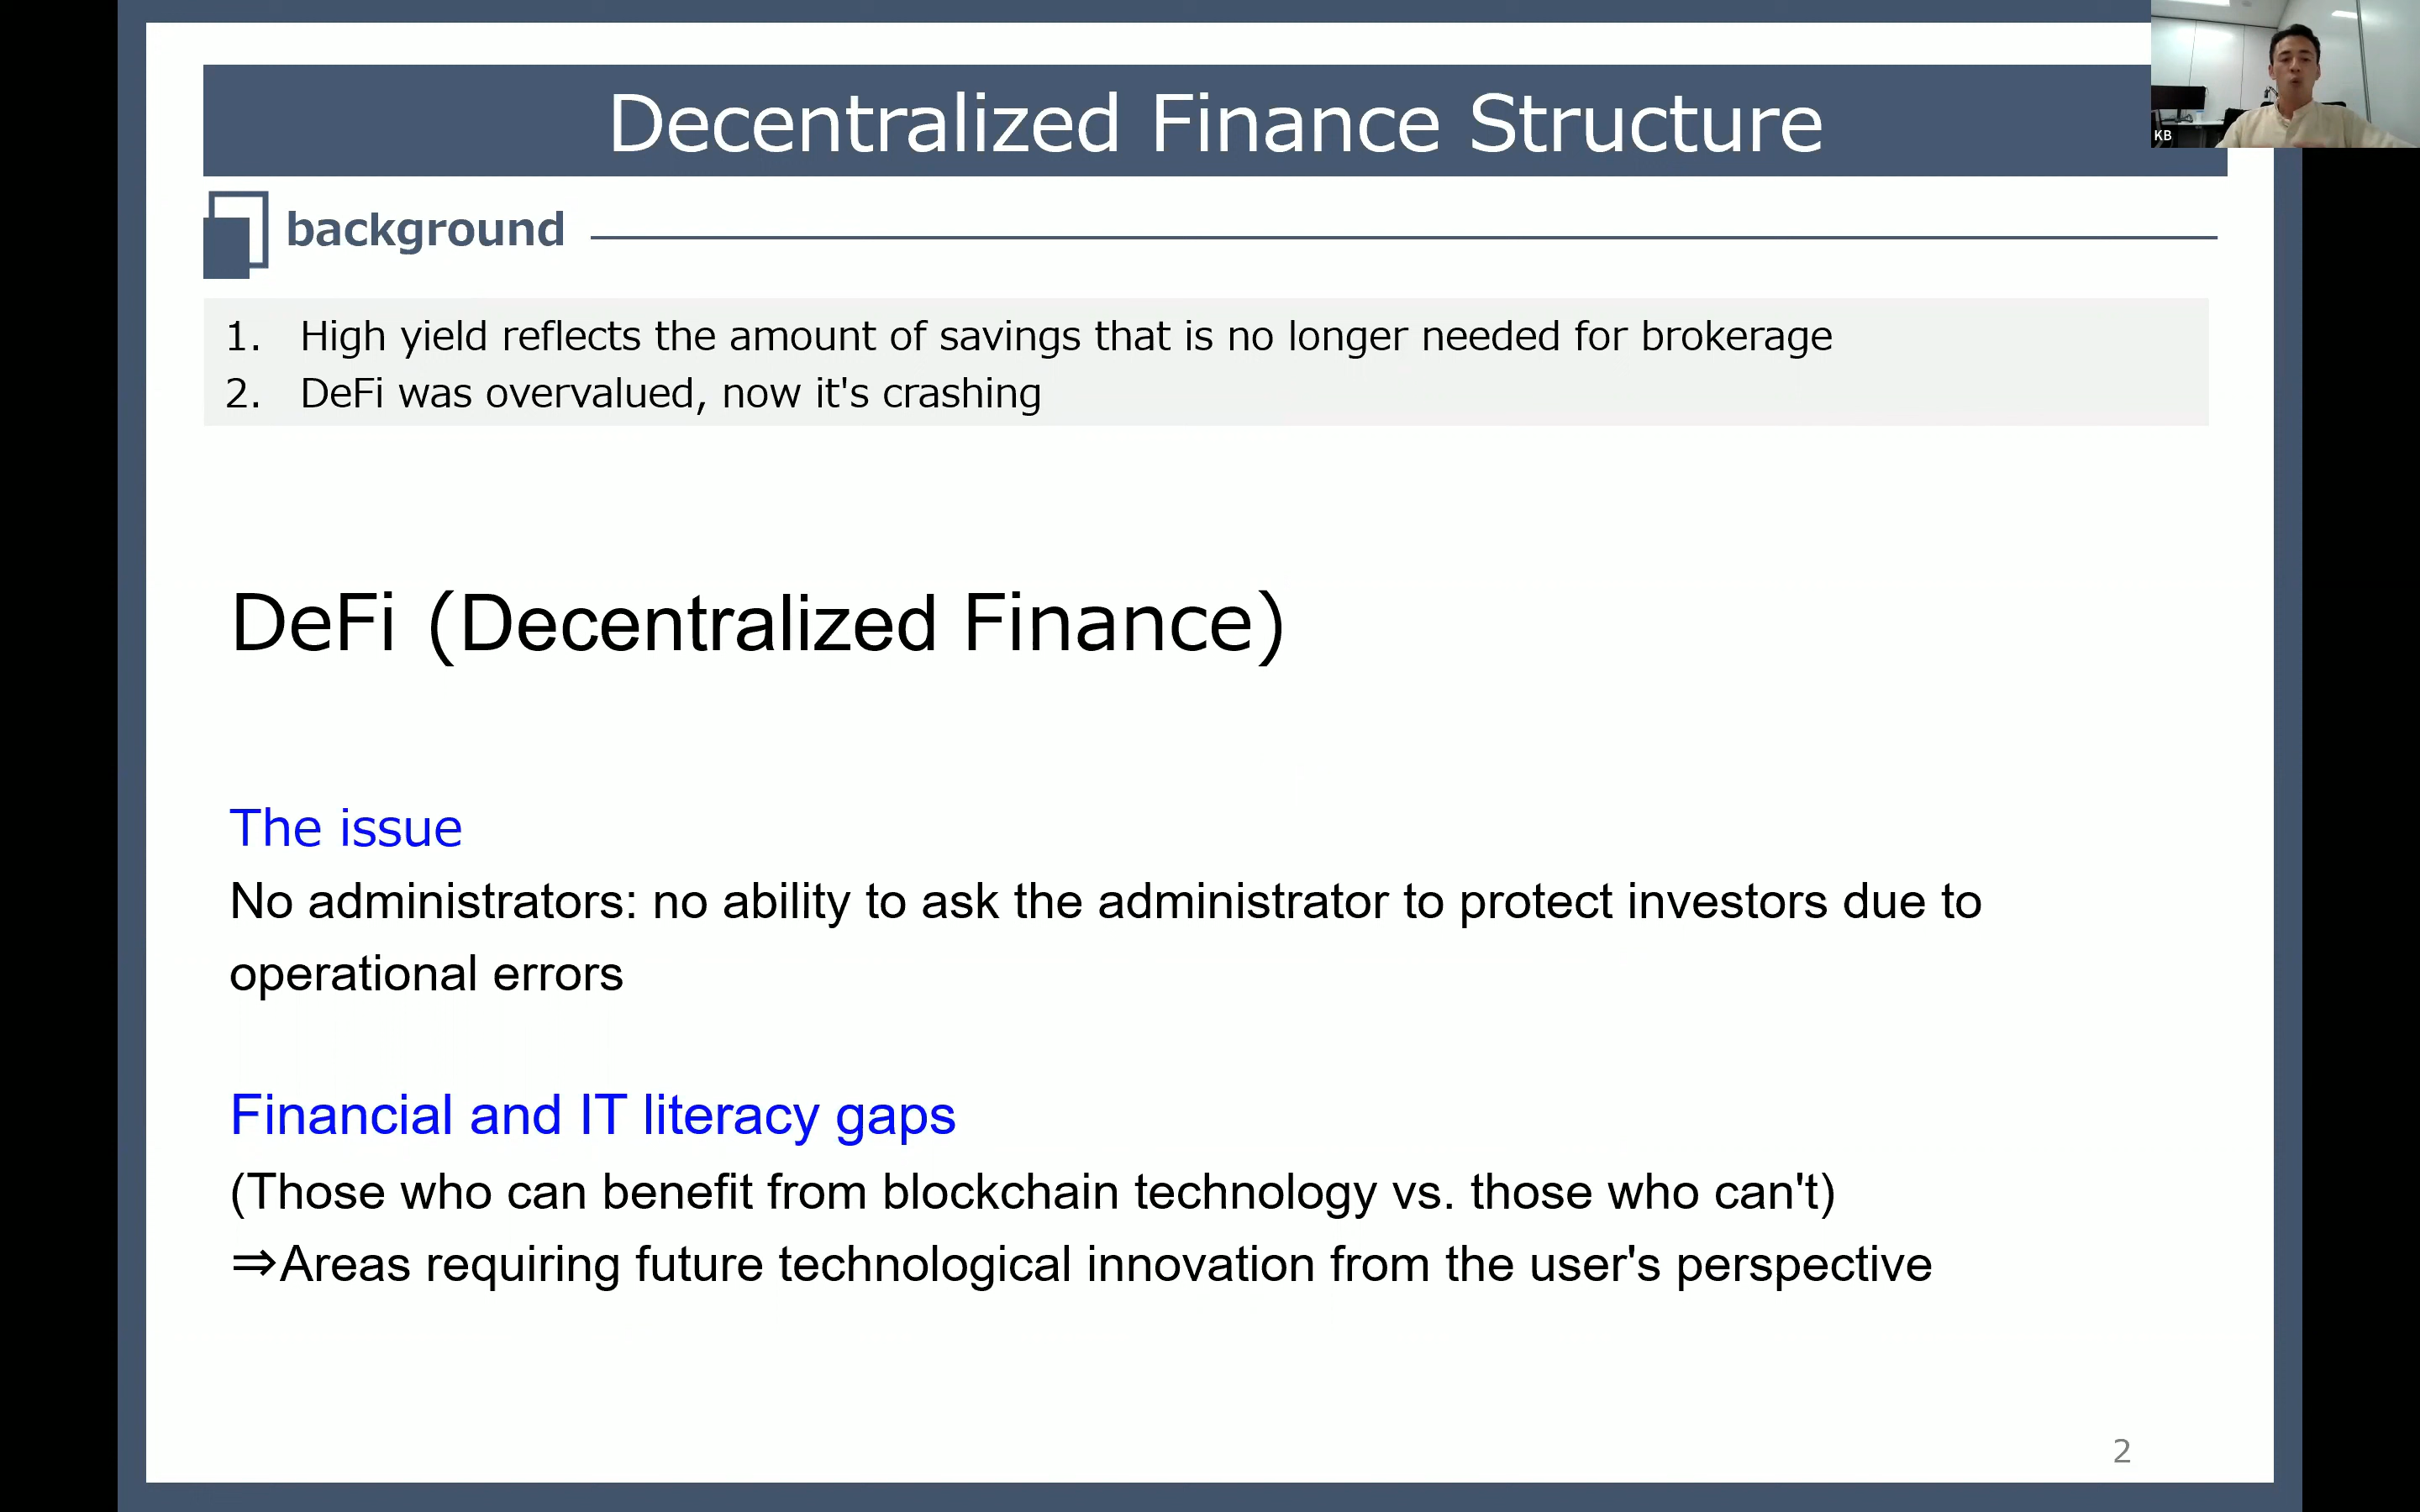 Decentralized Finance Structure
KB
background
1. High yield reflects the amount of savings that is no longer needed for brokerage
2. DeFi was overvalued, now it's crashing
DeFi (Decentralized Finance)
The issue
No administrators: no ability to ask the administrator to protect investors due to
operational errors
Financial and IT literacy gaps
(Those who can benefit from blockchain technology vs. those who can't)
⇒Areas requiring future technological innovation from the user's perspective
2